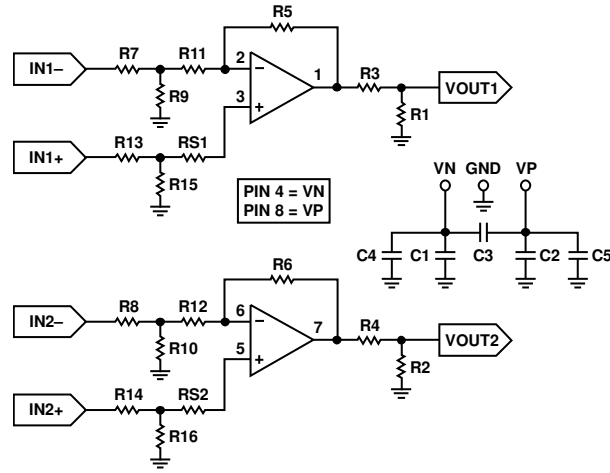 R5
R7 R11
IN1– 2 –
1 R3 VOUT1
R9 3 +
R1
R13 RS1
IN1+
R15
PIN 4 = VN
PIN 8 = VP
VN GND VP
C4 C1 C3 C2 C5
R6
R8 R12
IN2– 6 –
7 R4 VOUT2
R10 5 +
R2
R14 RS2
IN2+
R16